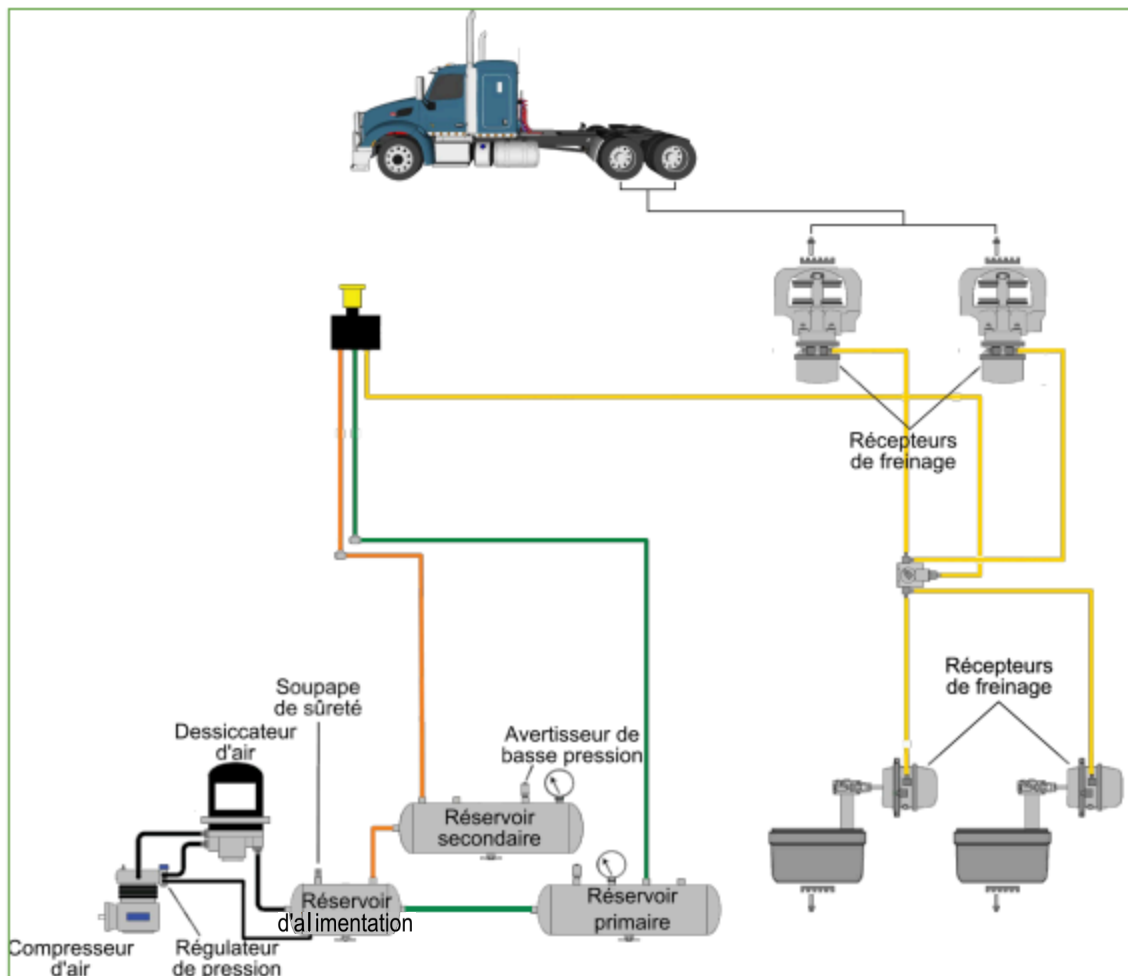 Récepteurs
de freinage
Récepteurs
de freinage
Soupape
de sûreté
Avertisseur de
basse pression
Dessiccateur
d'air
Réservoir
secondaire
Réservoir
primaire
Réservoir
d'alimentation
Compresseur
d'air
Régulateur
de pression